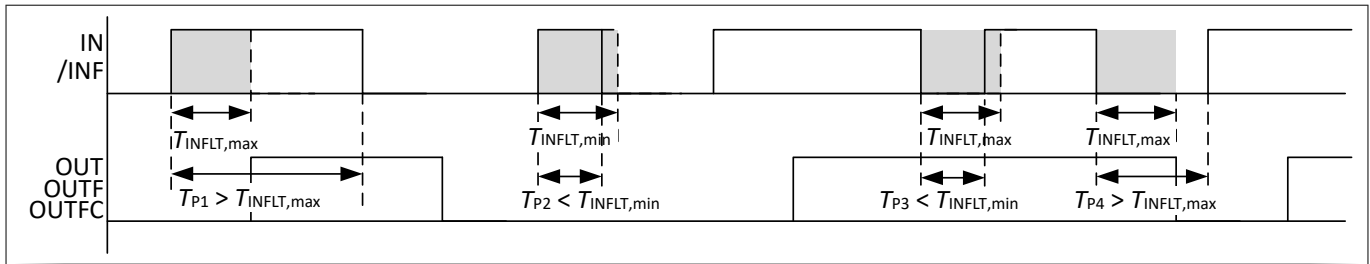 IN
/INF
TINFLT,max
TINFLT,min
TINFLT,max
TINFLT,max
OUT
OUTF
OUTFC
TP1 > TINFLT,max
TP2 < TINFLT,min
TP3 < TINFLT,min
TP4 > TINFLT,max